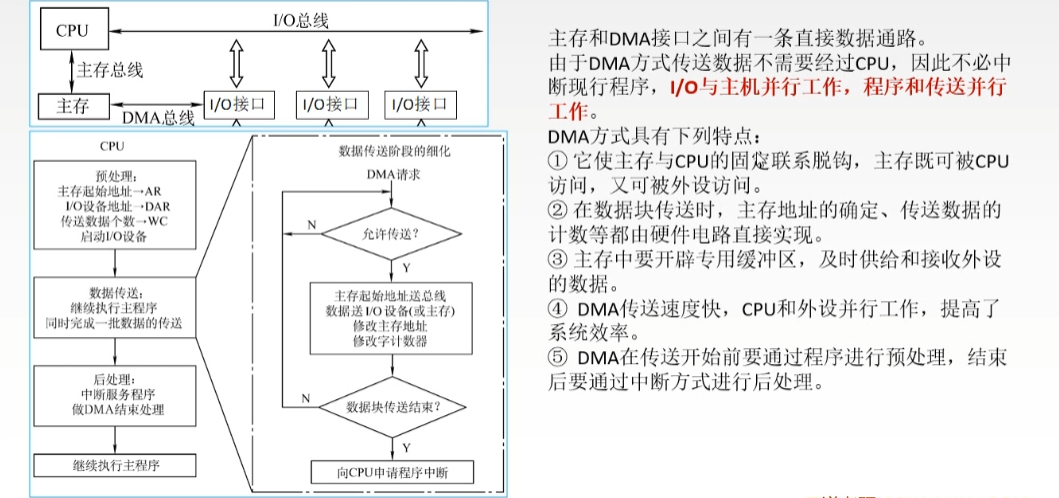 CPU
I/O总线
主存总线
主存
DMA总线
I/O接口
I/O接口
I/O接口
CPU
预处理:
主存起始地址→AR
I/O设备地址→DAR
传送数据个数→WC
启动I/O设备
数据传送:
继续执行主程序
同时完成一批数据的传送
后处理:
中断服务程序
做DMA结束处理
继续执行主程序
数据传送阶段的细化
DMA请求
N
允许传送?
Y
主存起始地址送总线
数据送I/O设备(或主存)
修改主存地址
修改字计数器
N
数据块传送结束?
Y
向CPU申请程序中断
主存和DMA接口之间有一条直接数据通路。
由于DMA方式传送数据不需要经过CPU，因此不必中
断现行程序，I/O与主机并行工作，程序和传送并行
工作。
DMA方式具有下列特点：
① 它使主存与CPU的固定联系脱钩，主存既可被CPU
访问，又可被外设访问。
② 在数据块传送时，主存地址的确定、传送数据的
计数等都由硬件电路直接实现。
③ 主存中要开辟专用缓冲区，及时供给和接收外设
的数据。
④ DMA传送速度快，CPU和外设并行工作，提高了
系统效率。
⑤ DMA在传送开始前要通过程序进行预处理，结束
后要通过中断方式进行后处理。